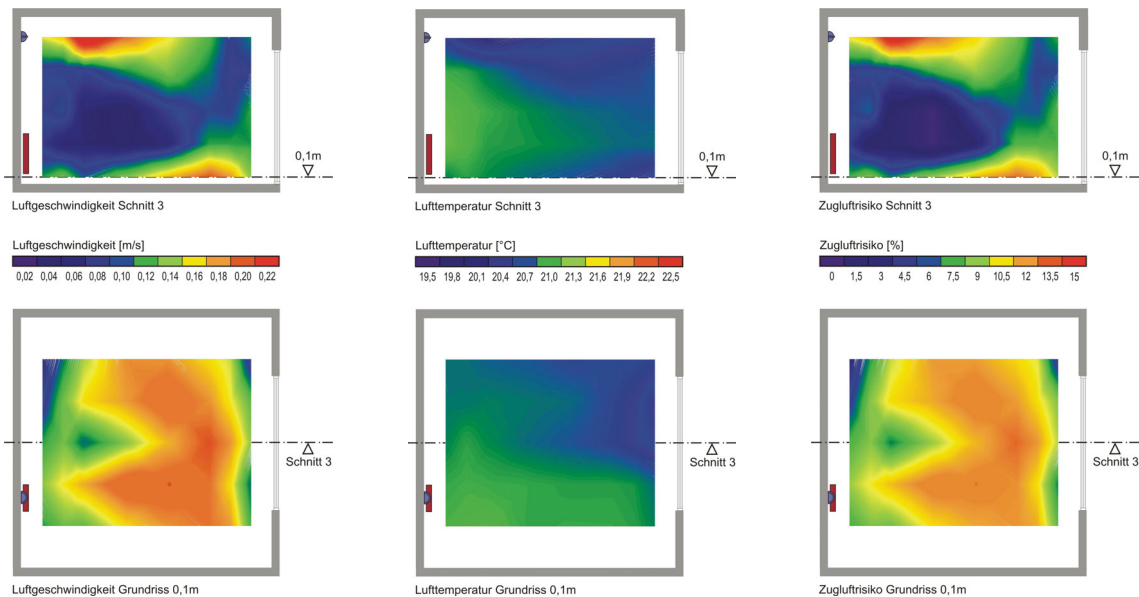 0,1m
0,1m
0,1m
Luftgeschwindigkeit Schnitt 3
Lufttemperatur Schnitt 3
Zugluftrisiko Schnitt 3
Luftgeschwindigkeit [m/s]
0,02 0,04 0,06 0,08 0,10 0,12 0,14 0,16 0,18 0,20 0,22
Lufttemperatur [°C]
19,5 19,8 20,1 20,4 20,7 21,0 21,3 21,6 21,9 22,2 22,5
Zugluftrisiko [%]
0 1,5 3 4,5 6 7,5 9 10,5 12 13,5 15
Schnitt 3
Schnitt 3
Schnitt 3
Luftgeschwindigkeit Grundriss 0,1m
Lufttemperatur Grundriss 0,1m
Zugluftrisiko Grundriss 0,1m